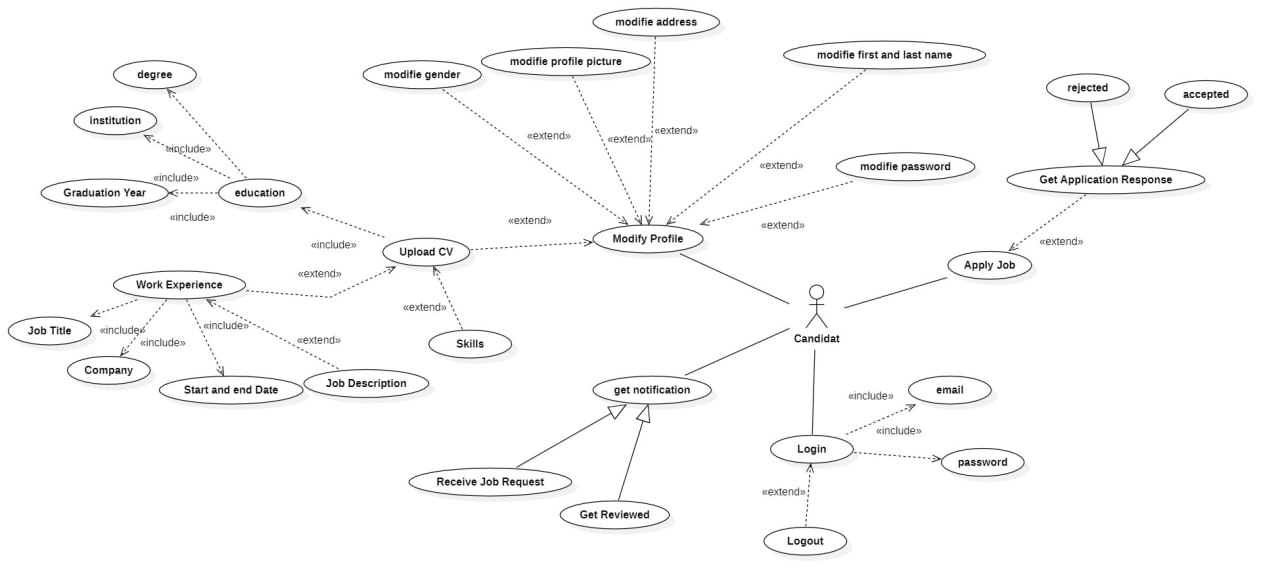 modifie address
modifie first and last name
modifie profile picture
degree
modifie gender
rejected
accepted
institution
«extend»
«extend»
«extend»
«include»
«extend»
modifie password
«include»
Get Application Response
Graduation Year
education
«include»
«extend»
«extend»
Modify Profile
«include»
«extend»
Upload CV
Apply Job
«extend»
Work Experience
«extend»
Job Title
«include»
«include»
«include»
«extend»
Skills
Candidat
Company
Start and end Date
Job Description
get notification
email
«include»
«include»
Login
password
Receive Job Request
«extend»
Get Reviewed
Logout